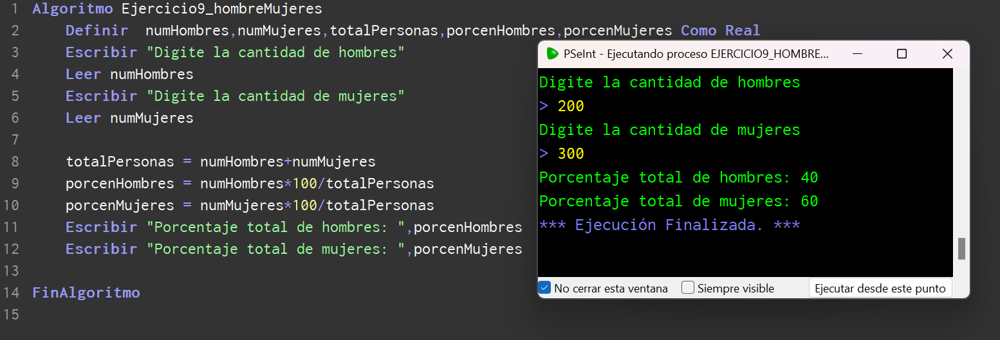 1 Algoritmo Ejercicio9_hombreMujeres
2 Definir numHombres,numMujeres,totalPersonas,porcenHombres,porcenMujeres Como Real
3 Escribir "Digite la cantidad de hombres"
4 Leer numHombres
5 Escribir "Digite la cantidad de mujeres"
6 Leer numMujeres
7
8 totalPersonas = numHombres+numMujeres
9 porcenHombres = numHombres*100/totalPersonas
10 porcenMujeres = numMujeres*100/totalPersonas
11 Escribir "Porcentaje total de hombres: ",porcenHombres
12 Escribir "Porcentaje total de mujeres: ",porcenMujeres
13
14 FinAlgoritmo
15
PSeInt - Ejecutando proceso EJERCICIO9_HOMBRE...
Digite la cantidad de hombres
> 200
Digite la cantidad de mujeres
> 300
Porcentaje total de hombres: 40
Porcentaje total de mujeres: 60
*** Ejecución Finalizada. ***
No cerrar esta ventana Siempre visible Ejecutar desde este punto